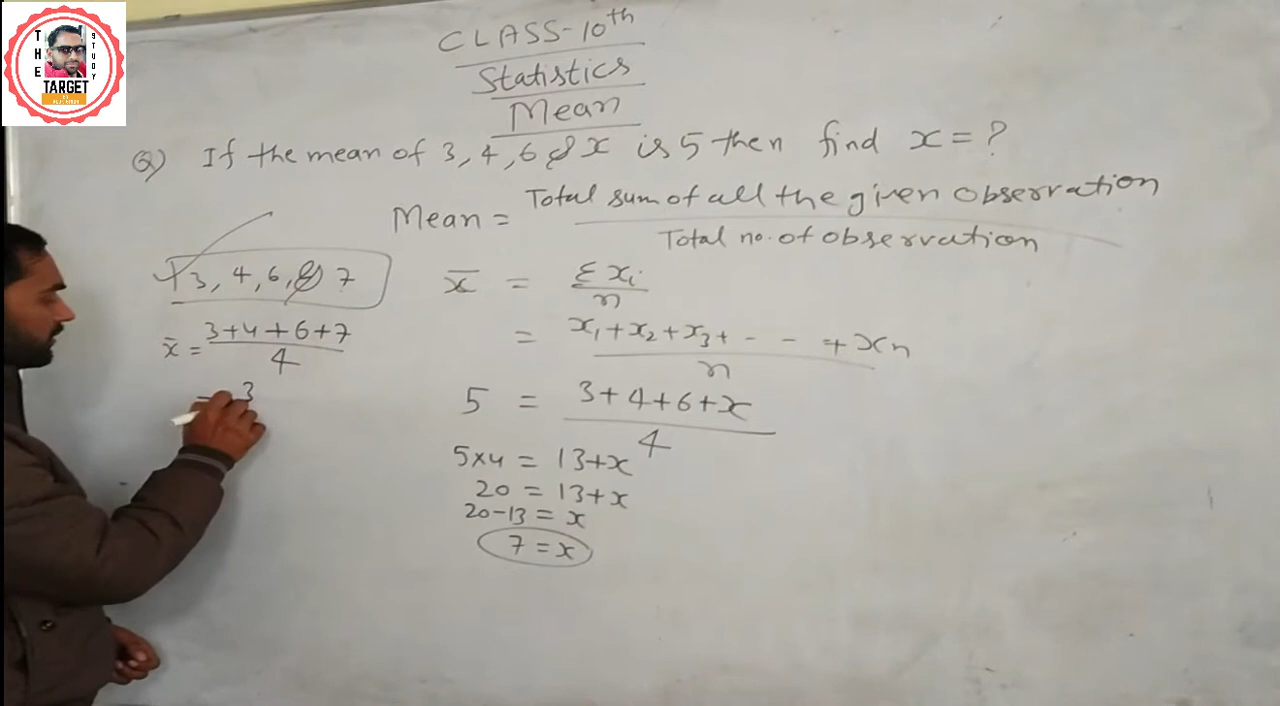 THE
STUDY
TARGET
CLASS-10th
Statistics
Mean
Q) If the mean of 3, 4, 6 & x is 5 then find x = ?
Mean = Total sum of all the given observation
Total no. of observation
3, 4, 6, & 7
x̄ = Σxi
n
x̄ = 3+4+6+7
4
= x1+x2+x3+ - - +xn
n
= 3
5 = 3+4+6+x
4
5x4 = 13+x
20 = 13+x
20-13 = x
7 = x